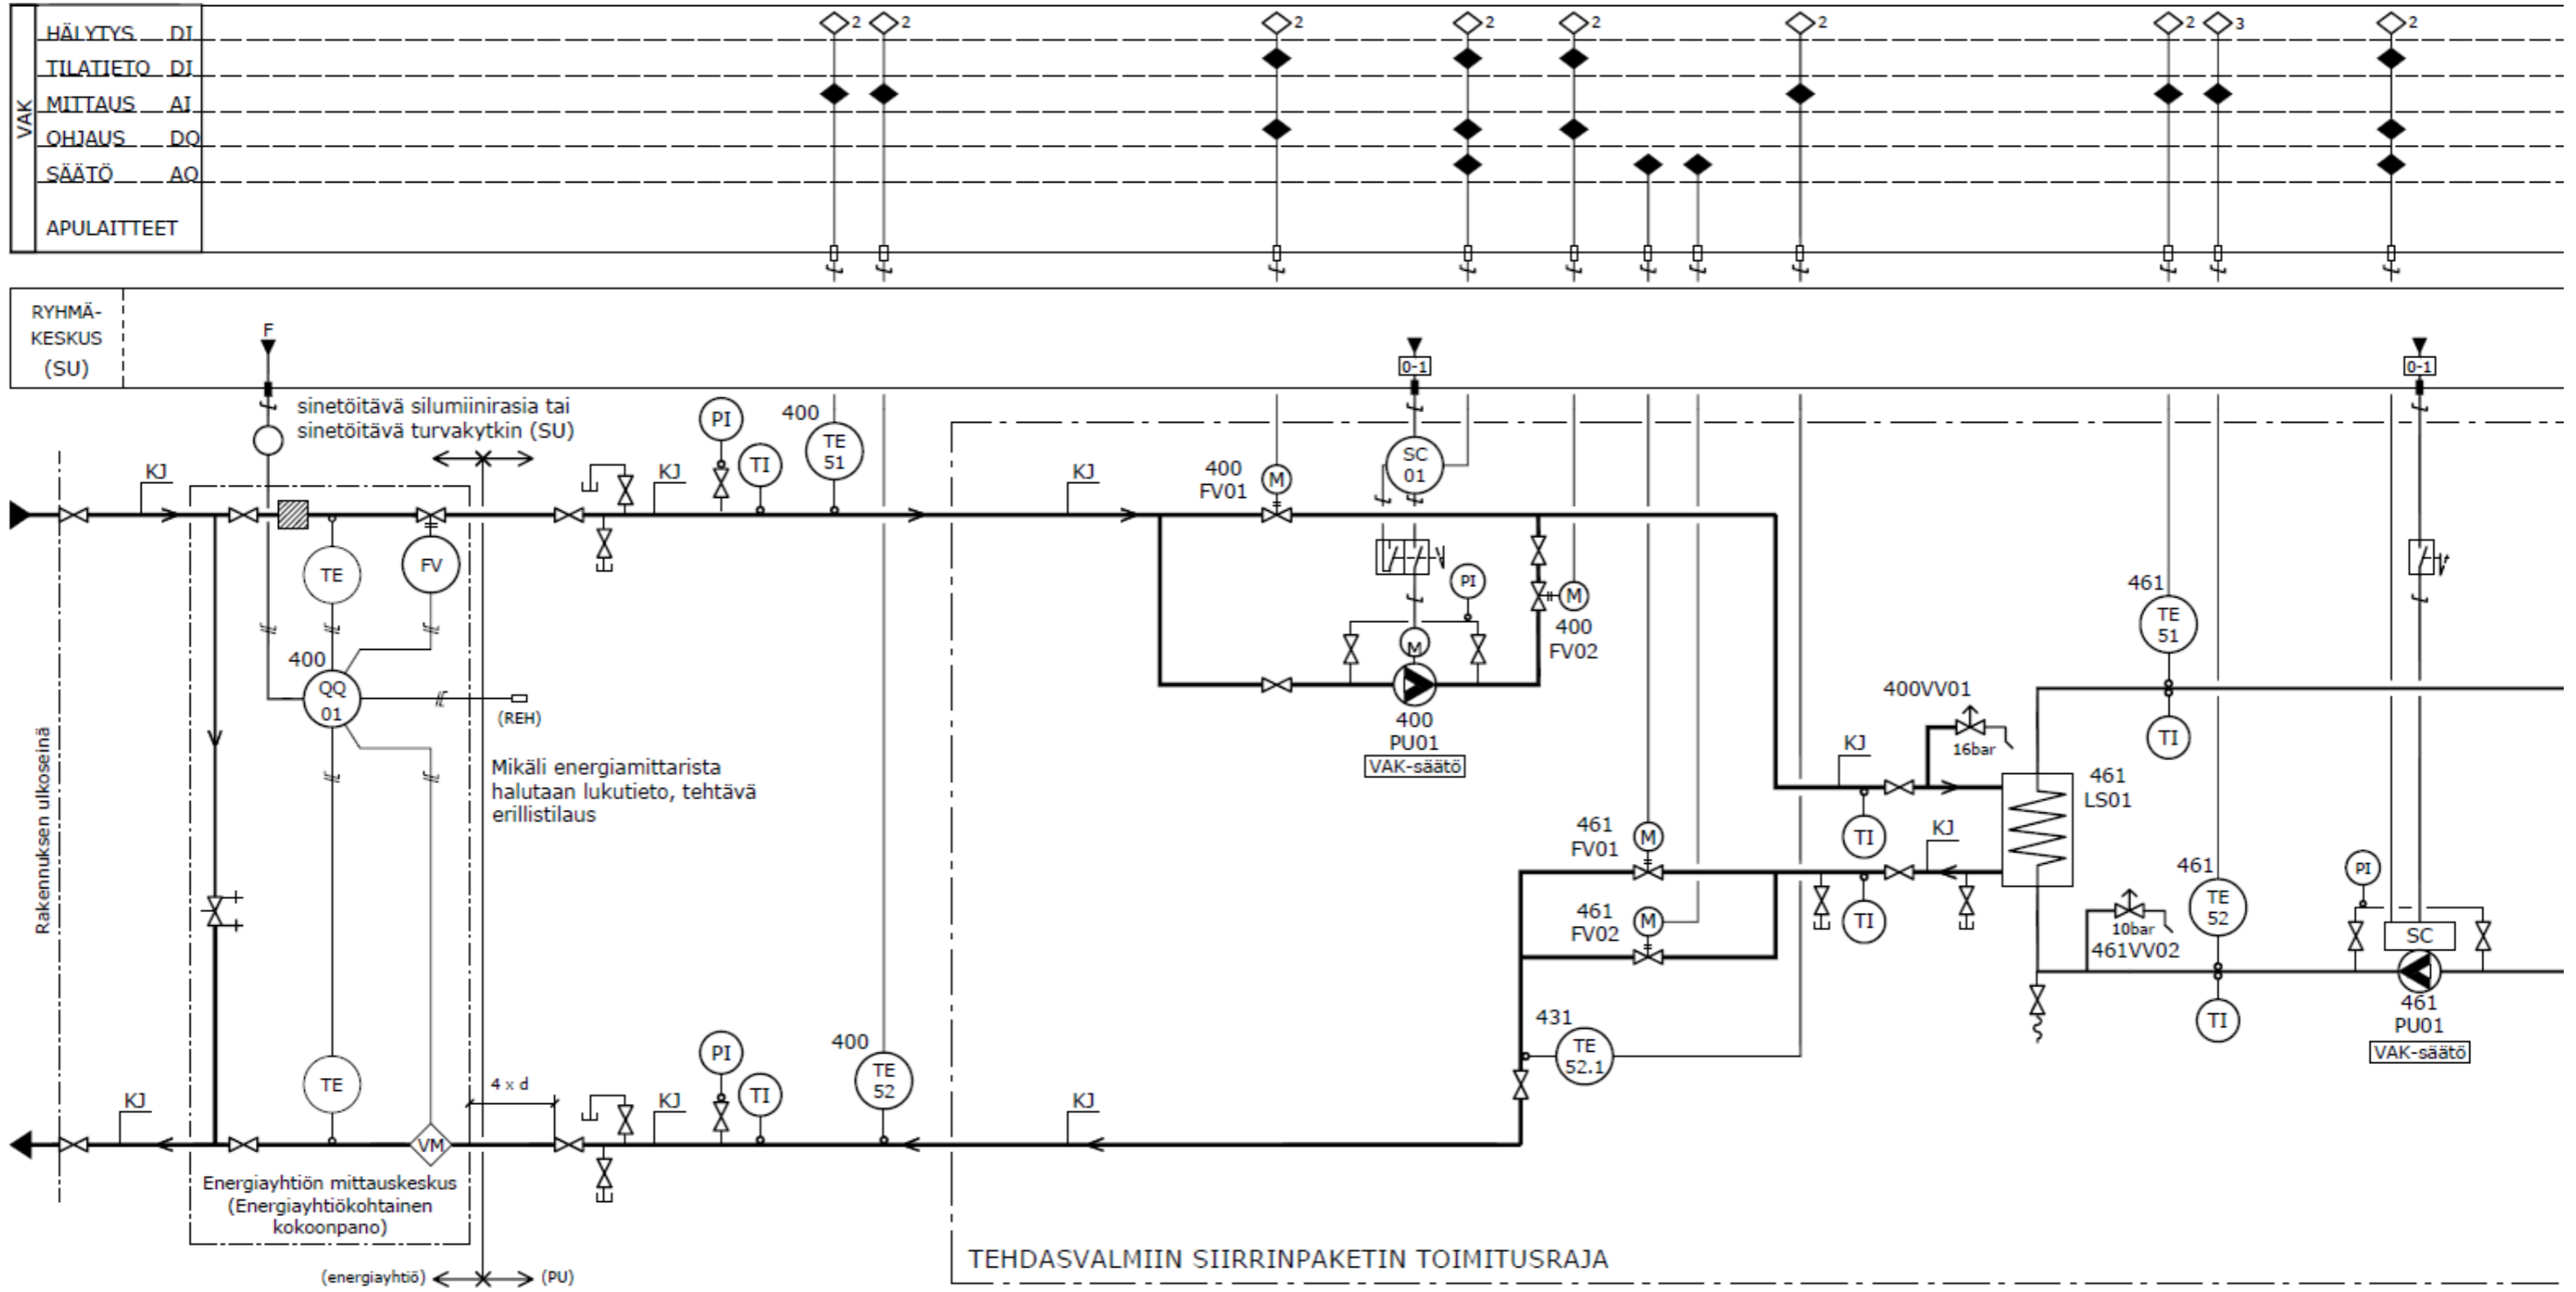 VAK
HÄLYTYS DI
TILATIETO DI
MITTAUS AI
OHJAUS DO
SÄÄTÖ AO
APULAITTEET
2
2
2
2
2
2
2
3
2
RYHMÄ-
KESKUS
(SU)
F
0-1
0-1
sinetöitävä silumiinirasia tai
sinetöitävä turvakytkin (SU)
Rakennuksen ulkoseinä
KJ
TE
FV
400
QQ
01
(REH)
Mikäli energiamittarista
halutaan lukutieto, tehtävä
erillistilaus
TE
VM
KJ
4 x d
Energiayhtiön mittauskeskus
(Energiayhtiökohtainen
kokoonpano)
(energiayhtiö)
(PU)
KJ
PI
TI
400
TE
51
KJ
PI
TI
400
TE
52
KJ
KJ
400
FV01
M
SC
01
PI
M
400
PU01
VAK-säätö
M
400
FV02
461
FV01
M
461
FV02
M
431
TE
52.1
400VV01
16bar
KJ
TI
KJ
TI
461
LS01
461
TE
51
TI
461
TE
52
TI
10bar
461VV02
PI
SC
461
PU01
VAK-säätö
TEHDASVALMIIN SIIRRINPAKETIN TOIMITUSRAJA